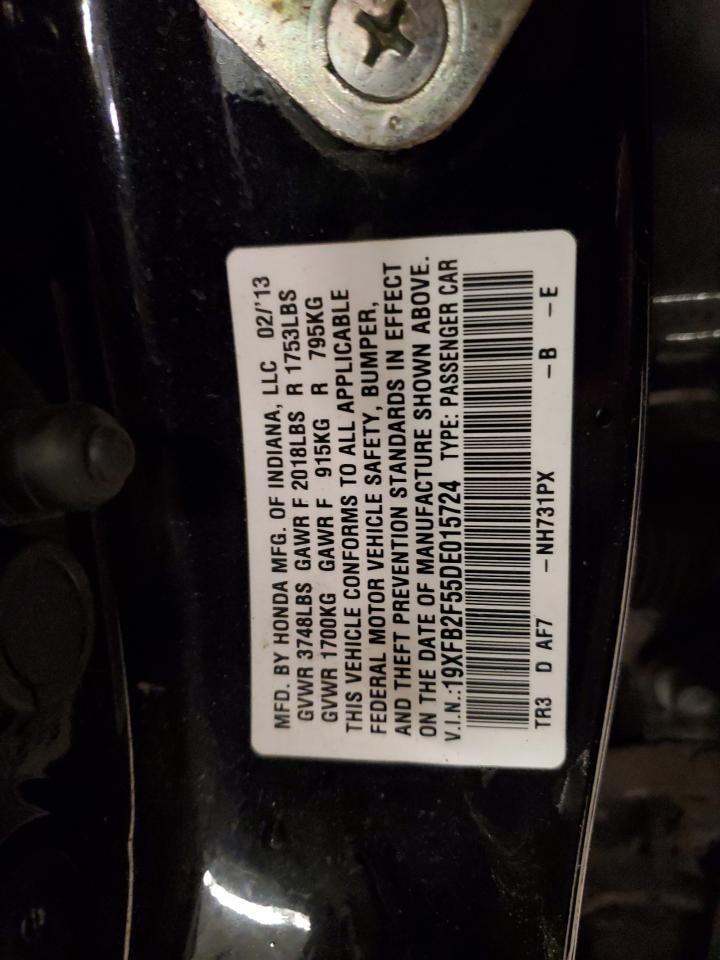 MFD. BY HONDA MFG. OF INDIANA, LLC 02/'13
GVWR 3748LBS GAWR F 2018LBS R 1753LBS
GVWR 1700KG GAWR F 915KG R 795KG
THIS VEHICLE CONFORMS TO ALL APPLICABLE
FEDERAL MOTOR VEHICLE SAFETY, BUMPER,
AND THEFT PREVENTION STANDARDS IN EFFECT
ON THE DATE OF MANUFACTURE SHOWN ABOVE.
V.I.N.:19XFB2F55DE015724 TYPE: PASSENGER CAR
TR3 D AF7 -NH731PX -B -E